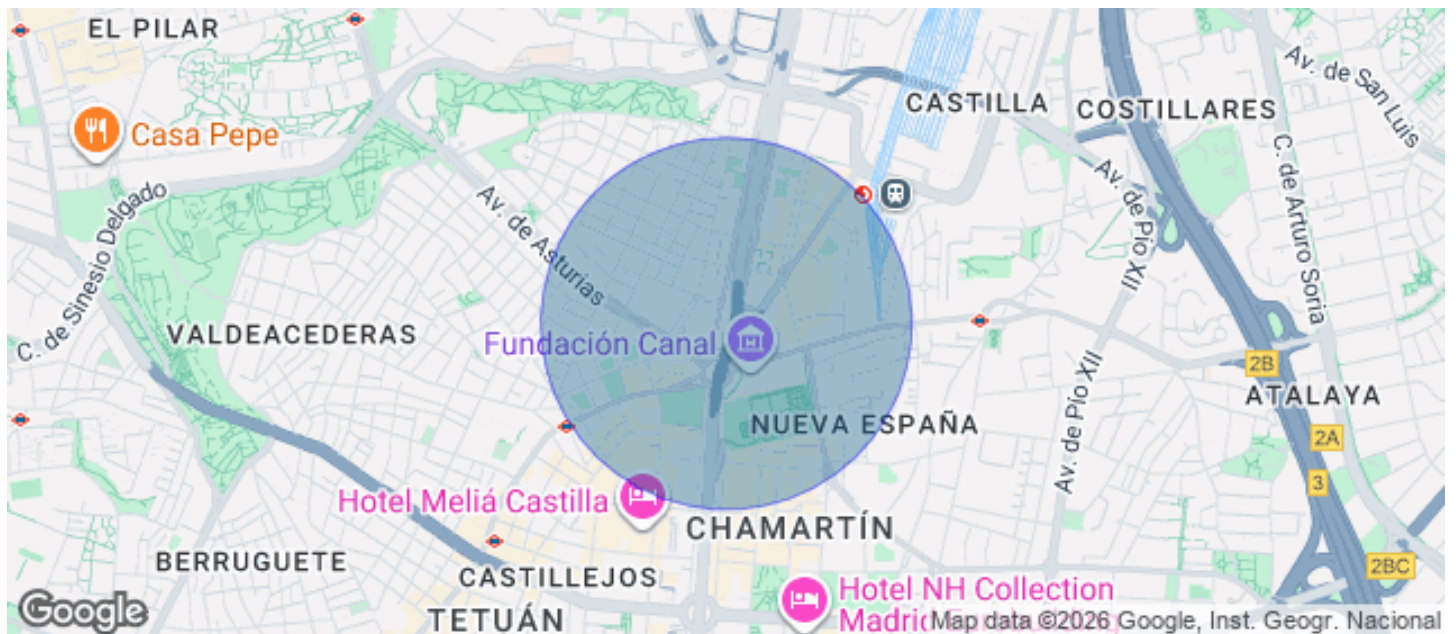 EL PILAR
Casa Pepe
C. de Sinesio Delgado
Av. de Asturias
CASTILLA
COSTILLARES
Av. de San Luis
Av. de Pío XII
C. de Arturo Soria
VALDEACEDERAS
Fundación Canal
NUEVA ESPAÑA
2B
ATALAYA
2A
3
Av. de Pío XII
Hotel Meliá Castilla
CHAMARTÍN
BERRUGUETE
CASTILLEJOS
TETUÁN
2BC
Hotel NH Collection
Madrid
Google
Map data ©2026 Google, Inst. Geogr. Nacional